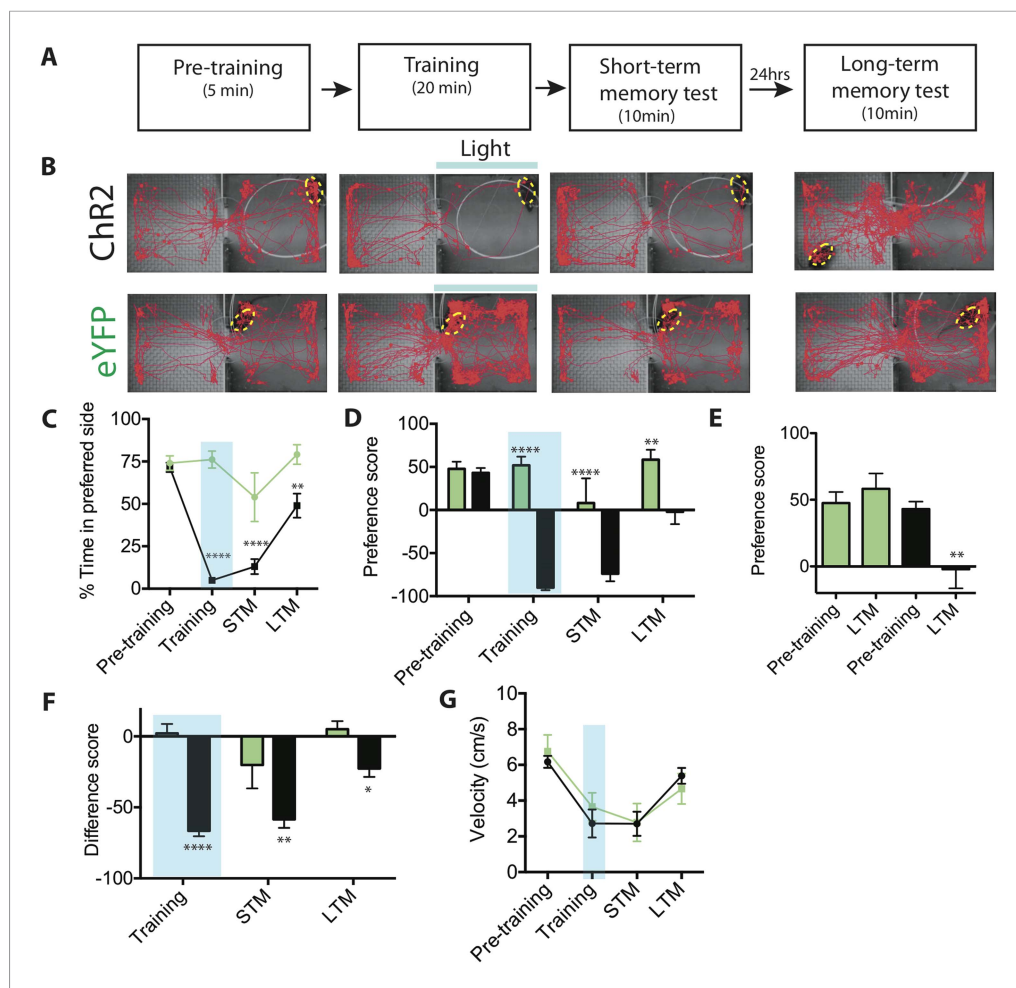 A
Pre-training
(5 min)
Training
(20 min)
Short-term
memory test
(10min)
24hrs
Long-term
memory test
(10min)
B
Light
ChR2
eYFP
C
% Time in preferred side
100
75
50
25
0
****
****
**
Pre-training
Training
STM
LTM
D
Preference score
100
50
0
-50
-100
****
****
**
Pre-training
Training
STM
LTM
E
Preference score
100
50
0
**
Pre-training
LTM
Pre-training
LTM
F
Difference score
0
-50
-100
****
**
*
Training
STM
LTM
G
Velocity (cm/s)
10
8
6
4
2
0
Pre-training
Training
STM
LTM